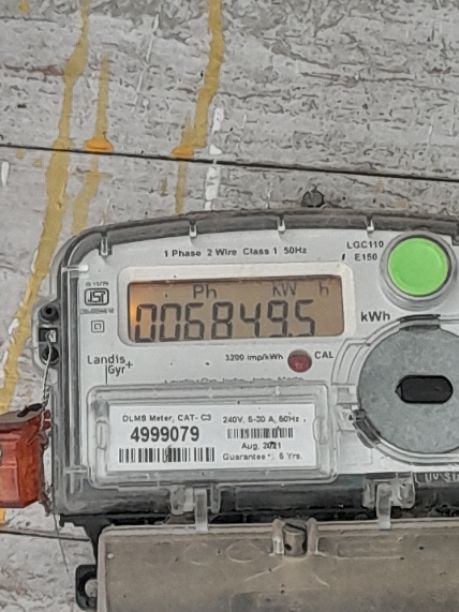 1 Phase 2 Wire Class 1 50Hz
LGC110
E150
Ph kW h
006849.5
kWh
ISI
Landis
Gyr+
3200 imp/kWh
CAL
DLMS Meter, CAT- C3
240V, 5-30 A, 50Hz
4999079
Aug, 2021
Guarantee : 5 Yrs.